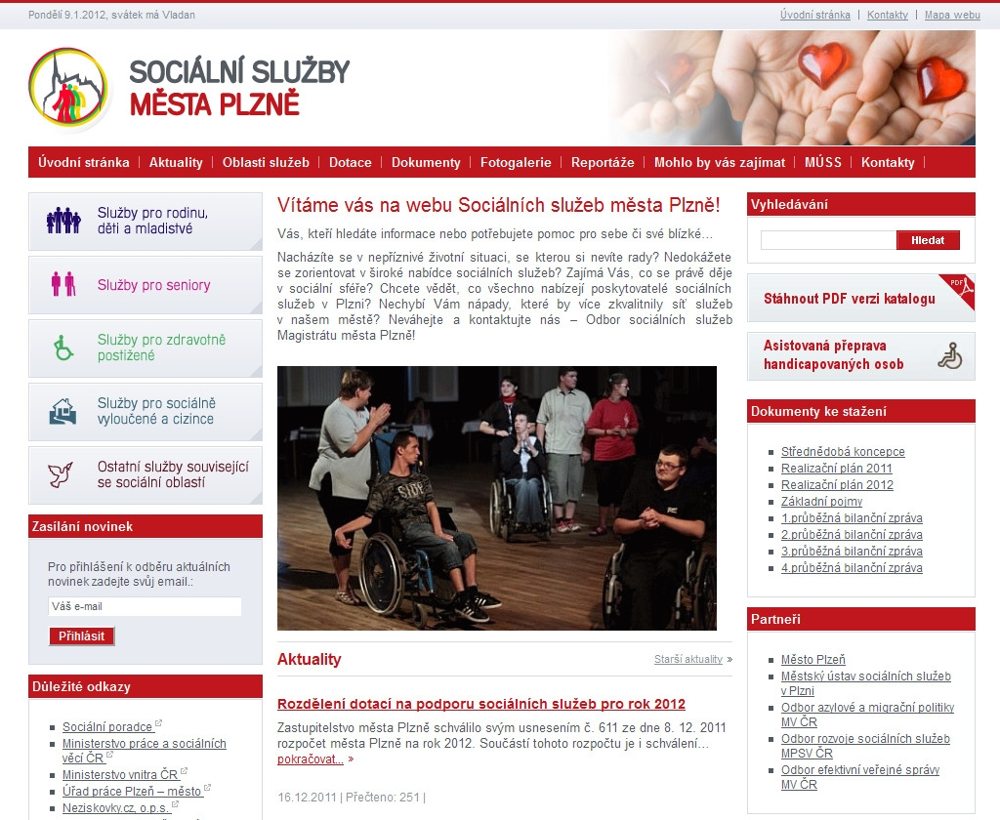 Pondělí 9.1.2012, svátek má Vladan
Úvodní stránka | Kontakty | Mapa webu
SOCIÁLNÍ SLUŽBY
MĚSTA PLZNĚ
Úvodní stránka | Aktuality | Oblasti služeb | Dotace | Dokumenty | Fotogalerie | Reportáže | Mohlo by vás zajímat | MÚSS | Kontakty |
Služby pro rodinu,
děti a mladistvé
Služby pro seniory
Služby pro zdravotně
postižené
Služby pro sociálně
vyloučené a cizince
Ostatní služby související
se sociální oblastí
Zasílání novinek
Pro přihlášení k odběru aktuálních
novinek zadejte svůj email.:
Váš e-mail
Přihlásit
Důležité odkazy
Sociální poradce
Ministerstvo práce a sociálních
věcí ČR
Ministerstvo vnitra ČR
Úřad práce Plzeň – město
Neziskovky.cz, o.p.s.
Vítáme vás na webu Sociálních služeb města Plzně!
Vás, kteří hledáte informace nebo potřebujete pomoc pro sebe či své blízké...
Nacházíte se v nepříznivé životní situaci, se kterou si nevíte rady? Nedokážete
se zorientovat v široké nabídce sociálních služeb? Zajímá Vás, co se právě děje
v sociální sféře? Chcete vědět, co všechno nabízejí poskytovatelé sociálních
služeb v Plzni? Nechybí Vám nápady, které by více zkvalitnily síť služeb
v našem městě? Neváhejte a kontaktujte nás – Odbor sociálních služeb
Magistrátu města Plzně!
Aktuality
Starší aktuality »
Rozdělení dotací na podporu sociálních služeb pro rok 2012
Zastupitelstvo města Plzně schválilo svým usnesením č. 611 ze dne 8. 12. 2011
rozpočet města Plzně na rok 2012. Součástí tohoto rozpočtu je i schválení...
pokračovat... »
16.12.2011 | Přečteno: 251 |
Vyhledávání
Hledat
Stáhnout PDF verzi katalogu
PDF
Asistovaná přeprava
handicapovaných osob
Dokumenty ke stažení
Střednědobá koncepce
Realizační plán 2011
Realizační plán 2012
Základní pojmy
1.průběžná bilanční zpráva
2.průběžná bilanční zpráva
3.průběžná bilanční zpráva
4.průběžná bilanční zpráva
Partneři
Město Plzeň
Městský ústav sociálních služeb
v Plzni
Odbor azylové a migrační politiky
MV ČR
Odbor rozvoje sociálních služeb
MPSV ČR
Odbor efektivní veřejné správy
MV ČR